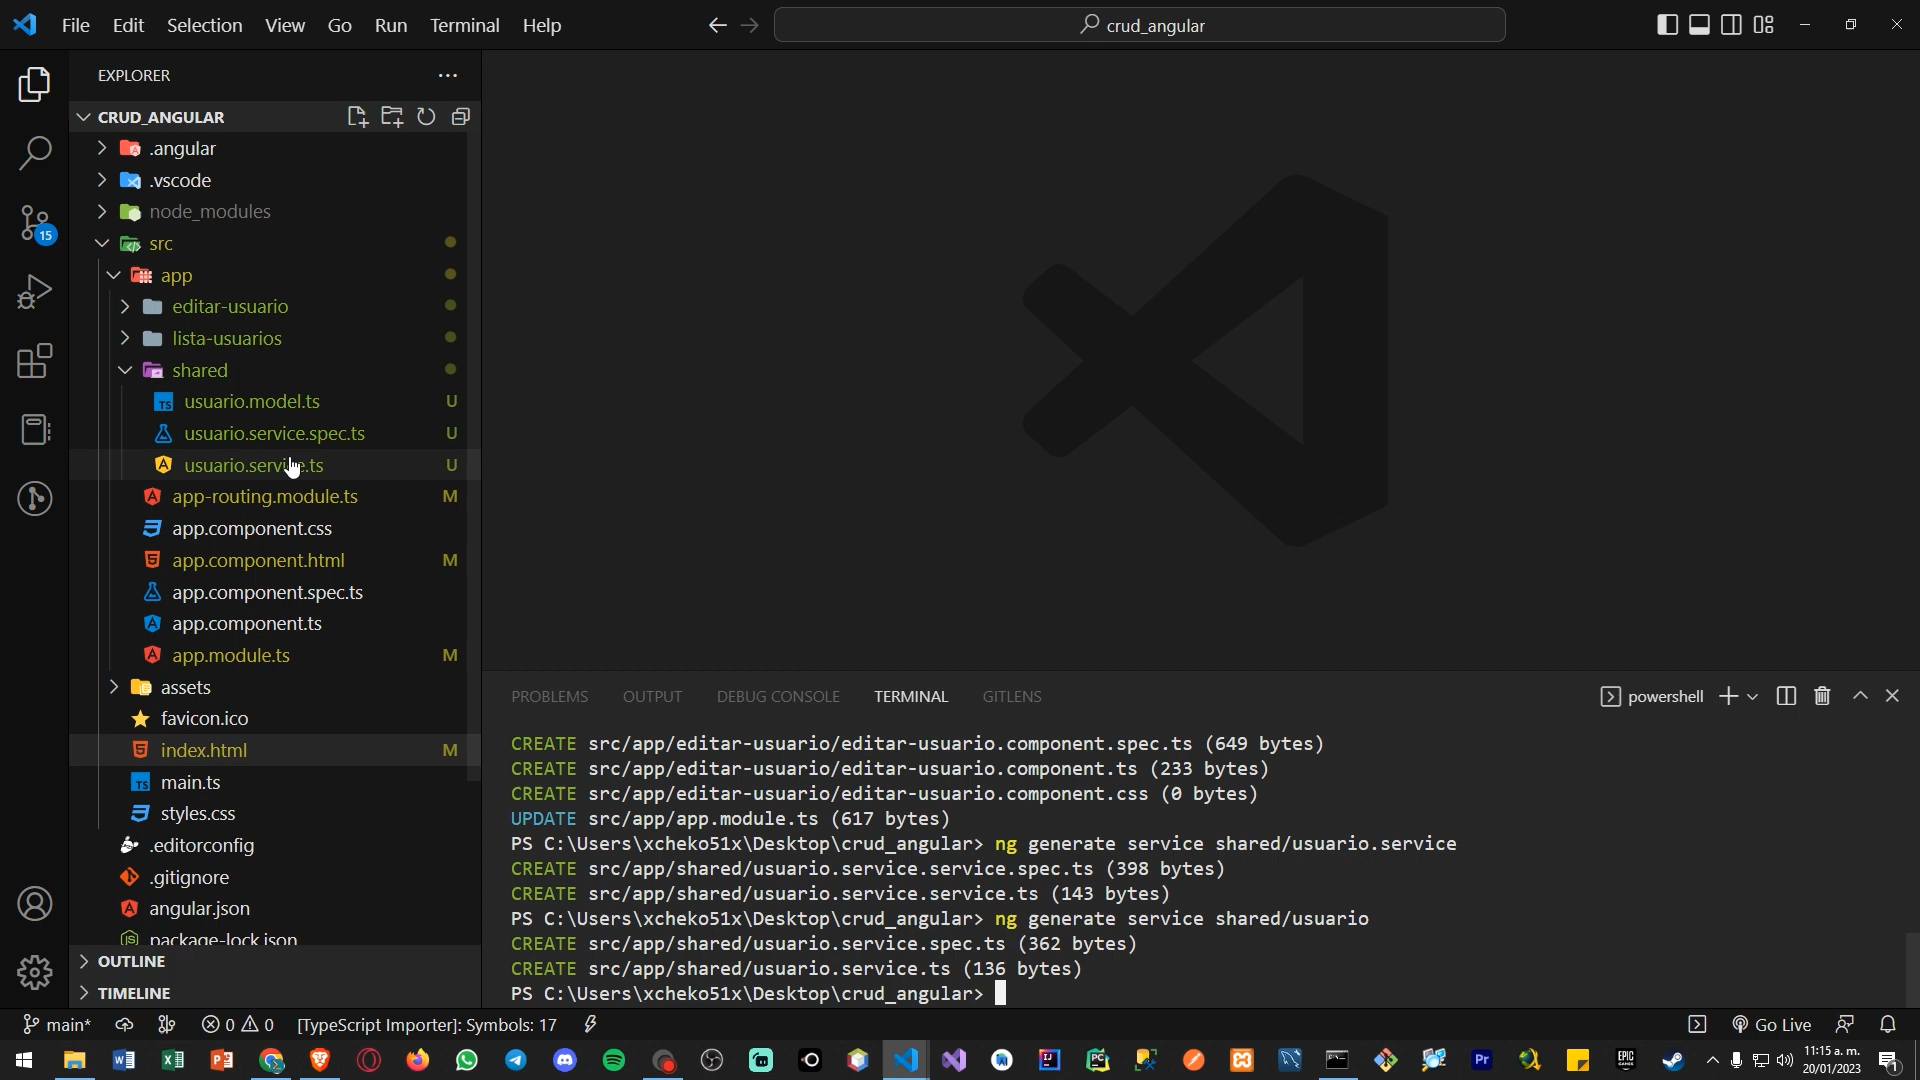 File Edit Selection View Go Run Terminal Help
crud_angular
EXPLORER
CRUD_ANGULAR
.angular
.vscode
node_modules
src
app
editar-usuario
lista-usuarios
shared
usuario.model.ts U
usuario.service.spec.ts U
usuario.service.ts U
app-routing.module.ts M
app.component.css
app.component.html M
app.component.spec.ts
app.component.ts
app.module.ts M
assets
favicon.ico
index.html M
main.ts
styles.css
.editorconfig
.gitignore
angular.json
package-lock.json
OUTLINE
TIMELINE
15
PROBLEMS OUTPUT DEBUG CONSOLE TERMINAL GITLENS
powershell
CREATE src/app/editar-usuario/editar-usuario.component.spec.ts (649 bytes)
CREATE src/app/editar-usuario/editar-usuario.component.ts (233 bytes)
CREATE src/app/editar-usuario/editar-usuario.component.css (0 bytes)
UPDATE src/app/app.module.ts (617 bytes)
PS C:\Users\xcheko51x\Desktop\crud_angular> ng generate service shared/usuario.service
CREATE src/app/shared/usuario.service.service.spec.ts (398 bytes)
CREATE src/app/shared/usuario.service.service.ts (143 bytes)
PS C:\Users\xcheko51x\Desktop\crud_angular> ng generate service shared/usuario
CREATE src/app/shared/usuario.service.spec.ts (362 bytes)
CREATE src/app/shared/usuario.service.ts (136 bytes)
PS C:\Users\xcheko51x\Desktop\crud_angular>
main* 0 0 [TypeScript Importer]: Symbols: 17
Go Live
11:15 a. m.
20/01/2023